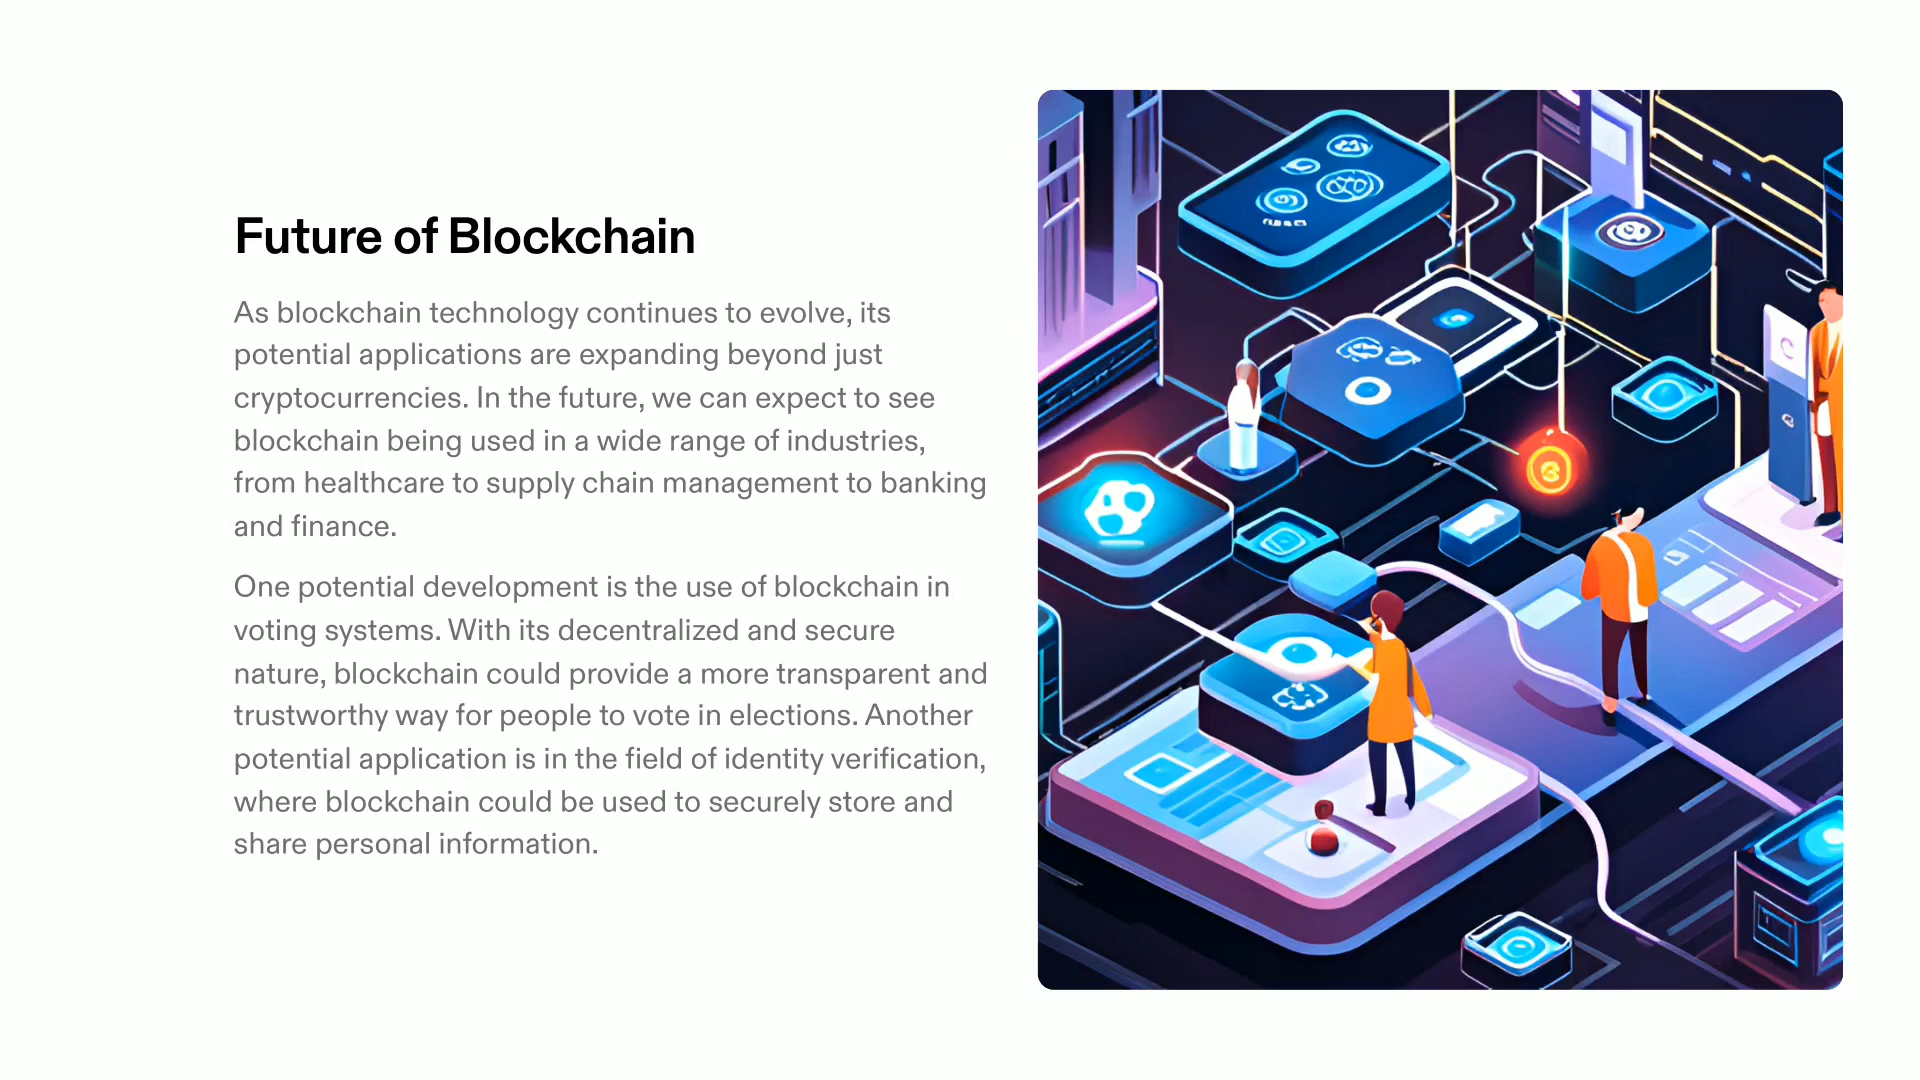 Future of Blockchain
As blockchain technology continues to evolve, its
potential applications are expanding beyond just
cryptocurrencies. In the future, we can expect to see
blockchain being used in a wide range of industries,
from healthcare to supply chain management to banking
and finance.
One potential development is the use of blockchain in
voting systems. With its decentralized and secure
nature, blockchain could provide a more transparent and
trustworthy way for people to vote in elections. Another
potential application is in the field of identity verification,
where blockchain could be used to securely store and
share personal information.